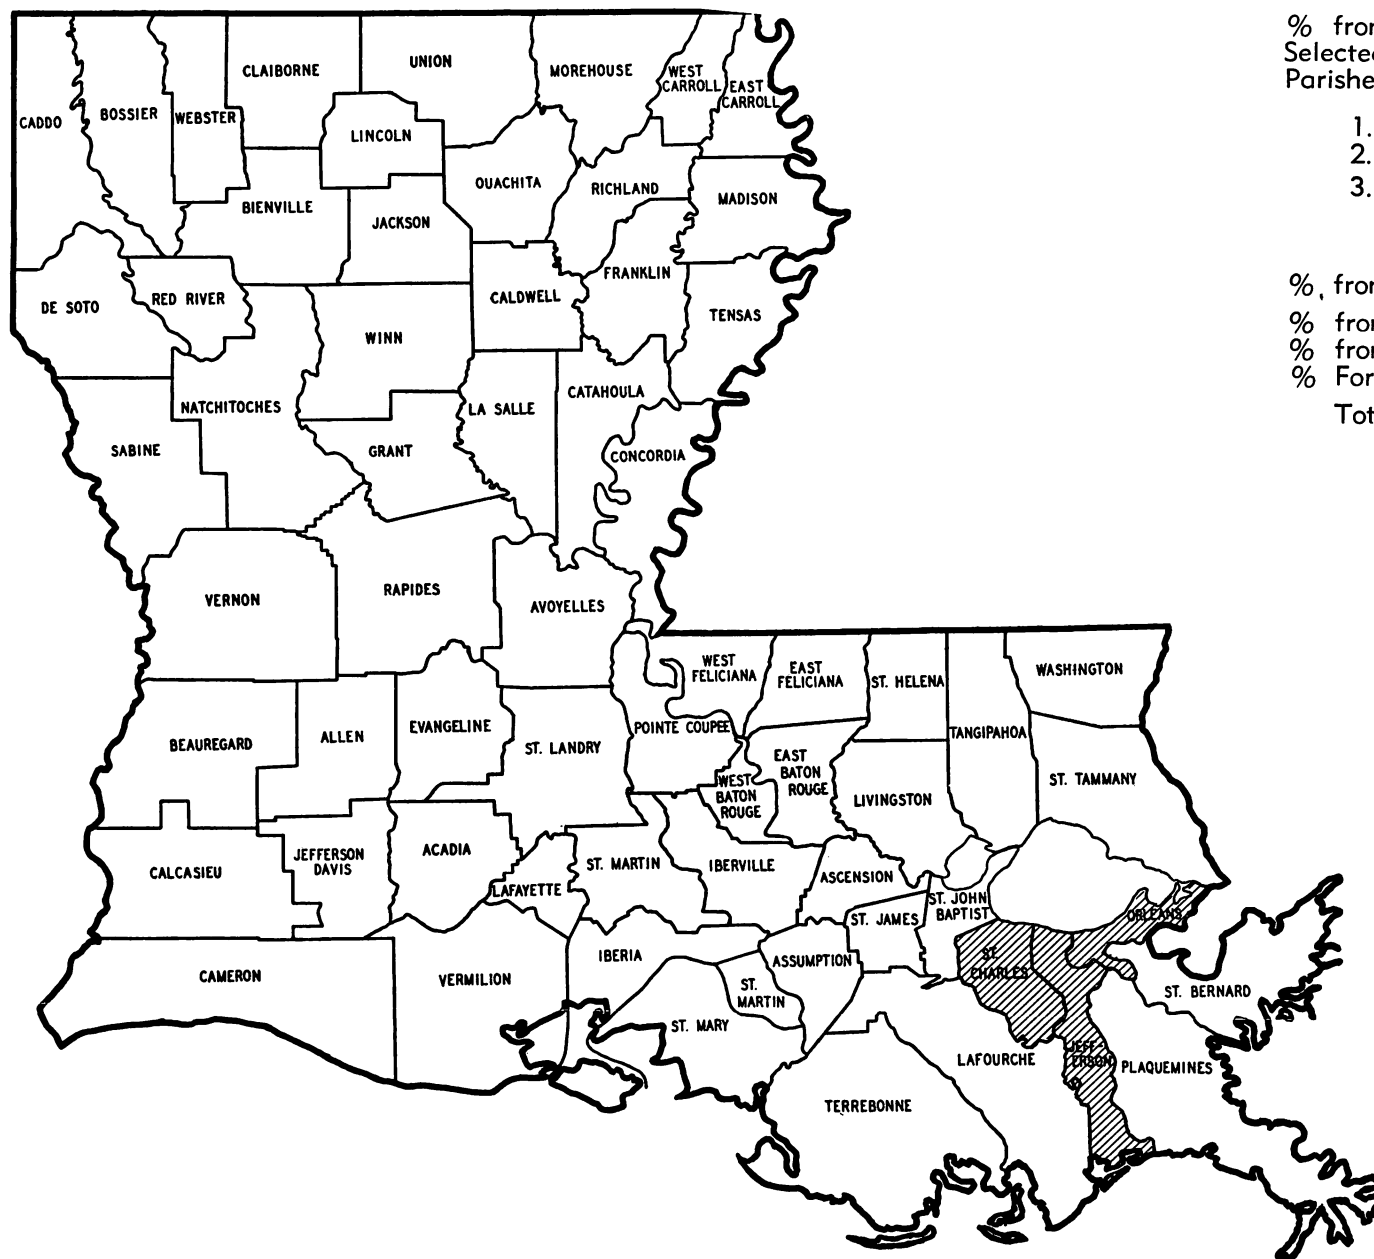 % from
Selected
Parishe
1.
2.
3.
%, from
% from
% from
% For
Tot
CADDO
BOSSIER
WEBSTER
CLAIBORNE
UNION
MOREHOUSE
WEST
CARROLL
EAST
CARROLL
LINCOLN
OUACHITA
RICHLAND
MADISON
BIENVILLE
JACKSON
FRANKLIN
DE SOTO
RED RIVER
CALDWELL
TENSAS
WINN
NATCHITOCHES
LA SALLE
CATAHOULA
SABINE
GRANT
CONCORDIA
VERNON
RAPIDES
AVOYELLES
WEST
FELICIANA
EAST
FELICIANA
ST. HELENA
WASHINGTON
BEAUREGARD
ALLEN
EVANGELINE
ST. LANDRY
POINTE COUPEE
TANGIPAHOA
WEST
BATON
ROUGE
EAST
BATON
ROUGE
LIVINGSTON
ST. TAMMANY
CALCASIEU
JEFFERSON
DAVIS
ACADIA
LAFAYETTE
ST. MARTIN
IBERVILLE
ASCENSION
ST. JAMES
ST. JOHN
BAPTIST
ORLEANS
CAMERON
VERMILION
IBERIA
ASSUMPTION
ST.
CHARLES
ST.
MARTIN
ST. MARY
ST. BERNARD
LAFOURCHE
JEFF-
ERSON
PLAQUEMINES
TERREBONNE